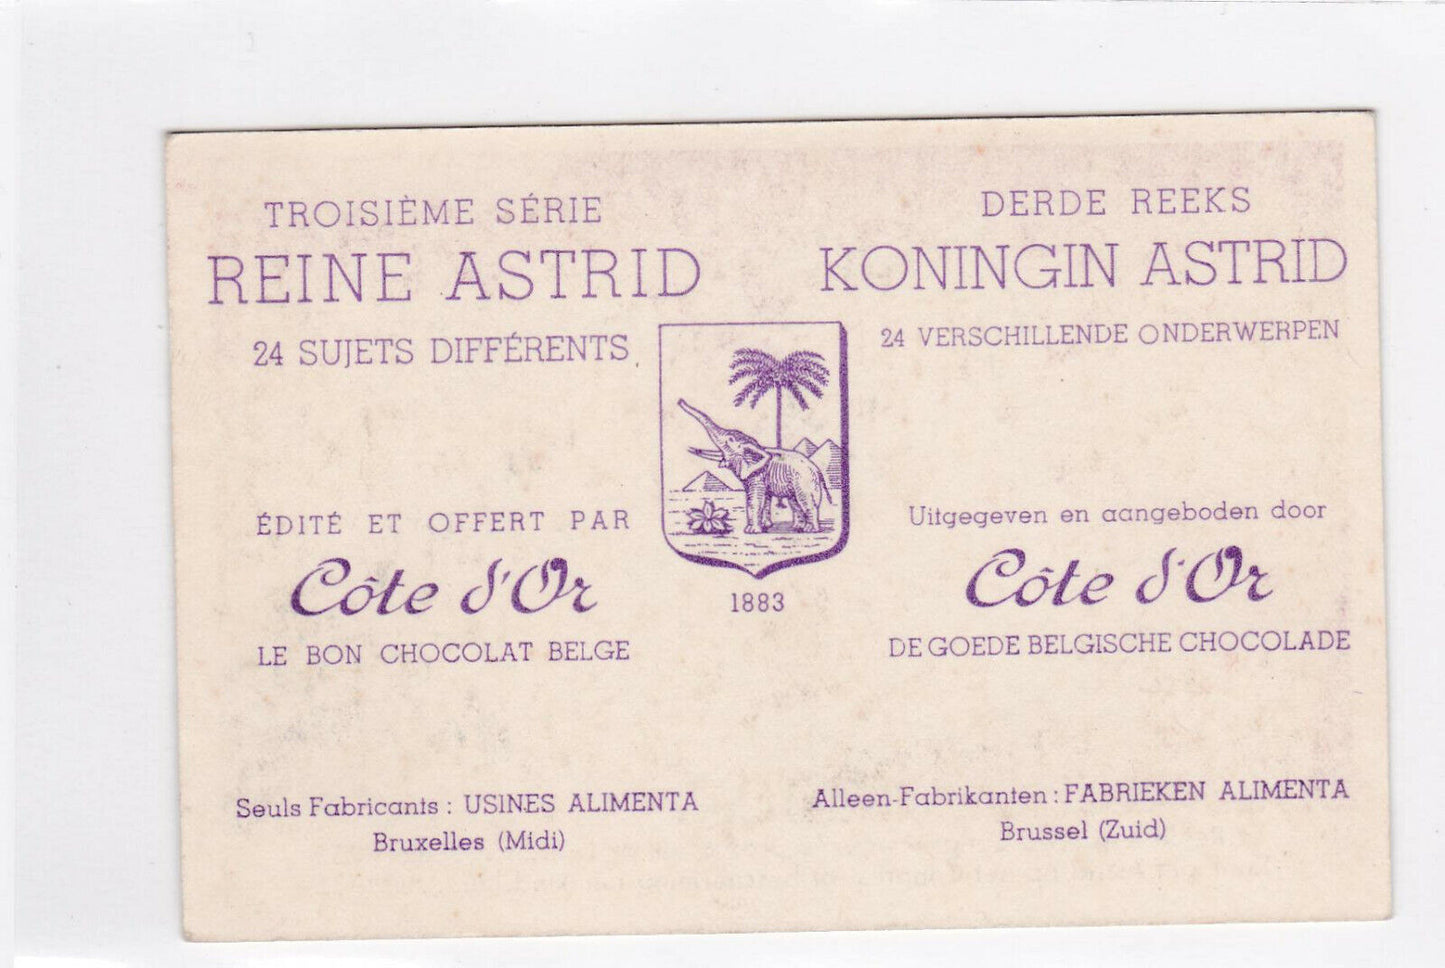 TROISIÈME SÉRIE
REINE ASTRID
24 SUJETS DIFFÉRENTS
ÉDITÉ ET OFFERT PAR
Côte d'Or
LE BON CHOCOLAT BELGE
Seuls Fabricants : USINES ALIMENTA
Bruxelles (Midi)
1883
DERDE REEKS
KONINGIN ASTRID
24 VERSCHILLENDE ONDERWERPEN
Uitgegeven en aangeboden door
Côte d'Or
DE GOEDE BELGISCHE CHOCOLADE
Alleen-Fabrikanten : FABRIEKEN ALIMENTA
Brussel (Zuid)